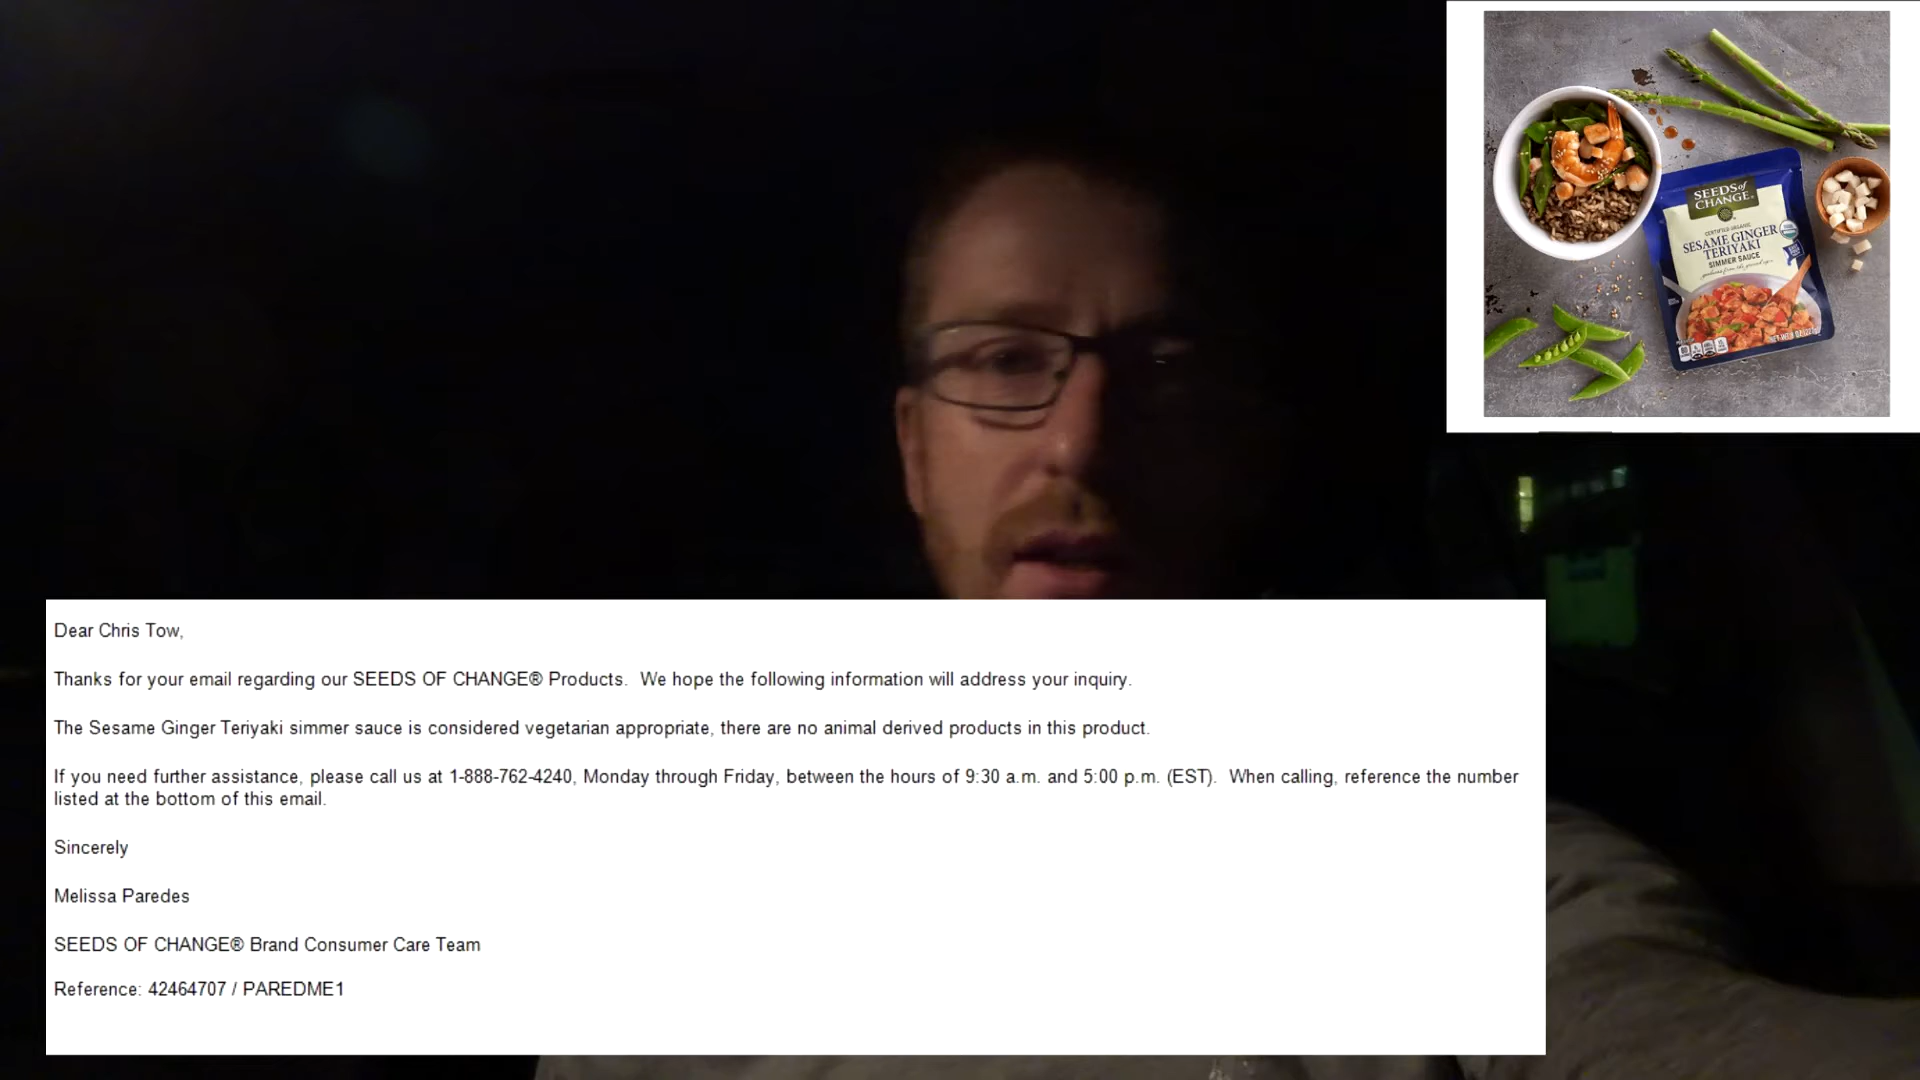 SEEDS of
CHANGE
CERTIFIED ORGANIC
SESAME GINGER
TERIYAKI
SIMMER SAUCE
Dear Chris Tow,
Thanks for your email regarding our SEEDS OF CHANGE® Products.  We hope the following information will address your inquiry.
The Sesame Ginger Teriyaki simmer sauce is considered vegetarian appropriate, there are no animal derived products in this product.
If you need further assistance, please call us at 1-888-762-4240, Monday through Friday, between the hours of 9:30 a.m. and 5:00 p.m. (EST).  When calling, reference the number
listed at the bottom of this email.
Sincerely
Melissa Paredes
SEEDS OF CHANGE® Brand Consumer Care Team
Reference: 42464707 / PAREDME1